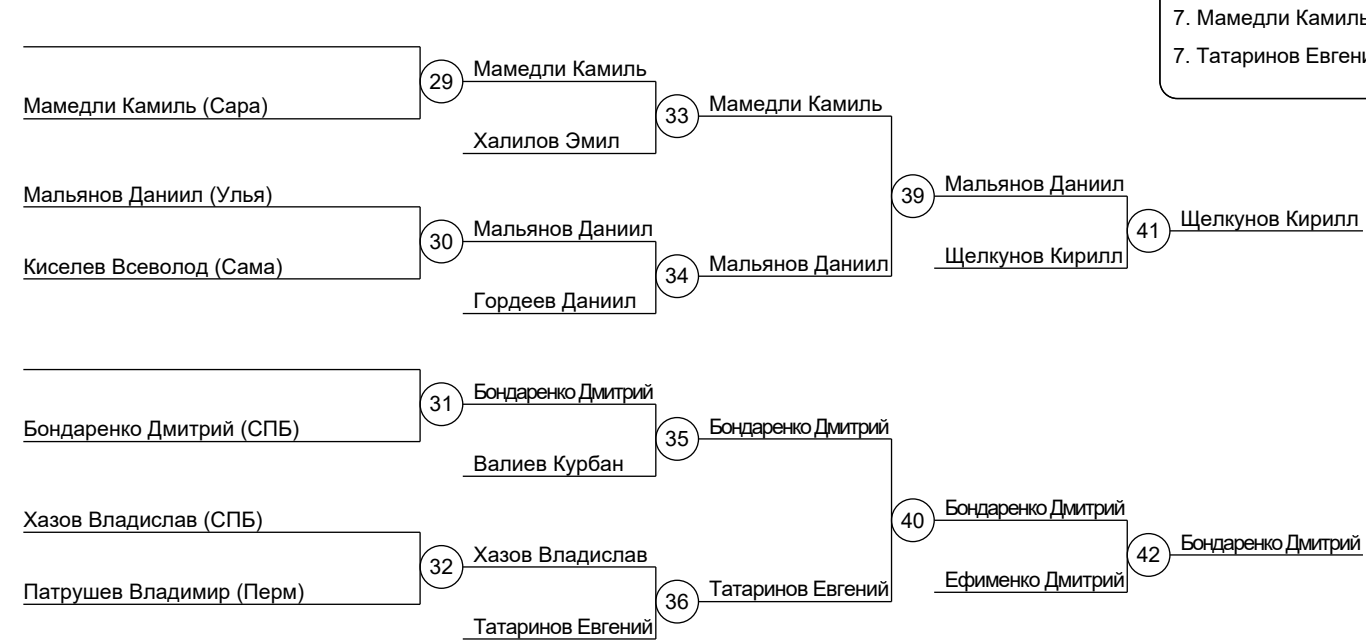 7. Мамедли Камиль
7. Татаринов
29 Мамедли Камиль
Мамедли Камиль (Сара)
33 Мамедли Камиль
Халилов Эмил
Мальянов Даниил (Улья)
39 Мальянов Даниил
30 Мальянов Даниил
41 Щелкунов Кирилл
Киселев Всеволод (Сама)
34 Мальянов Даниил
Щелкунов Кирилл
Гордеев Даниил
31 Бондаренко Дмитрий
Бондаренко Дмитрий (СПБ)
35 Бондаренко Дмитрий
Валиев Курбан
Хазов Владислав (СПБ)
40 Бондаренко Дмитрий
32 Хазов Владислав
42 Бондаренко Дмитрий
Патрушев Владимир (Перм)
36 Татаринов Евгений
Ефименко Дмитрий
Татаринов Евгений